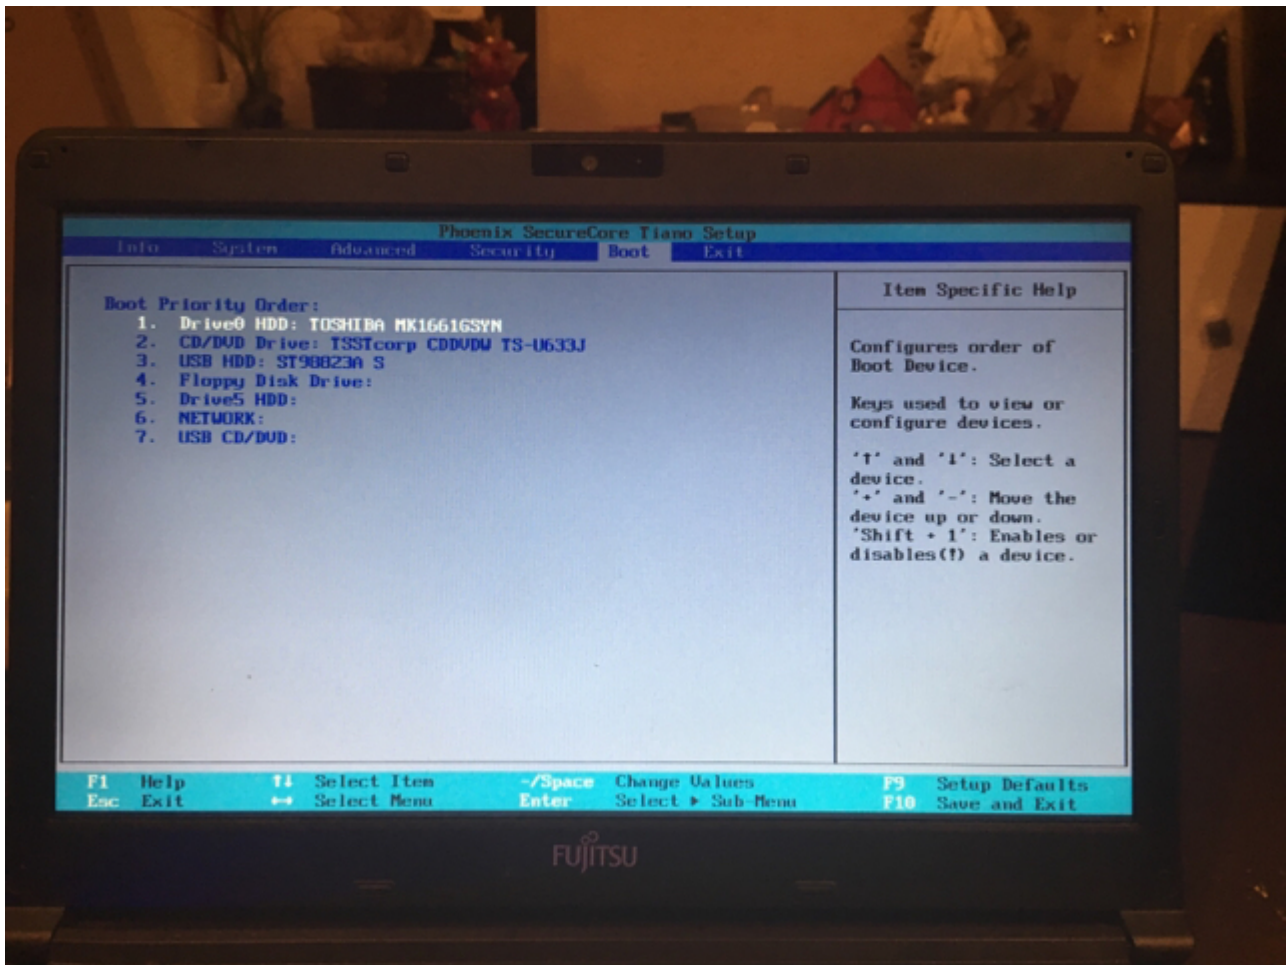 Phoenix SecureCore Tiano Setup
Info System Advanced Security Boot Exit
Boot Priority Order:
1. Drive0 HDD: TOSHIBA MK1661GSYN
2. CD/DVD Drive: TSSTcorp CDDVDW TS-U633J
3. USB HDD: ST98823A S
4. Floppy Disk Drive:
5. Drive5 HDD:
6. NETWORK:
7. USB CD/DVD:
Item Specific Help
Configures order of
Boot Device.
Keys used to view or
configure devices.
'↑' and '↓': Select a
device.
'+' and '-': Move the
device up or down.
'Shift + 1': Enables or
disables(!) a device.
F1 Help ↑↓ Select Item -/Space Change Values F9 Setup Defaults
Esc Exit ↔ Select Menu Enter Select ▶ Sub-Menu F10 Save and Exit
FUJITSU